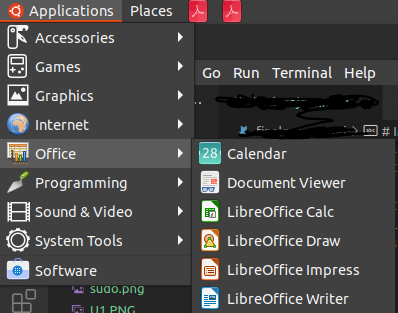 Applications Places
Accessories
Games
Graphics
Internet
Office
Programming
Sound & Video
System Tools
Software
Go Run Terminal Help
Calendar
Document Viewer
LibreOffice Calc
LibreOffice Draw
LibreOffice Impress
LibreOffice Writer
28
abc #
sudo.png
U1.PNG